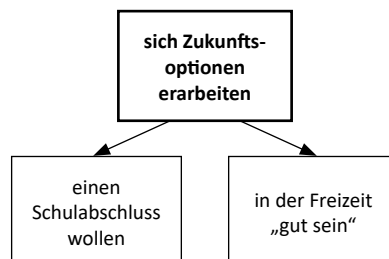 sich Zukunfts-
optionen
erarbeiten
einen
Schulabschluss
wollen
in der Freizeit
„gut sein“